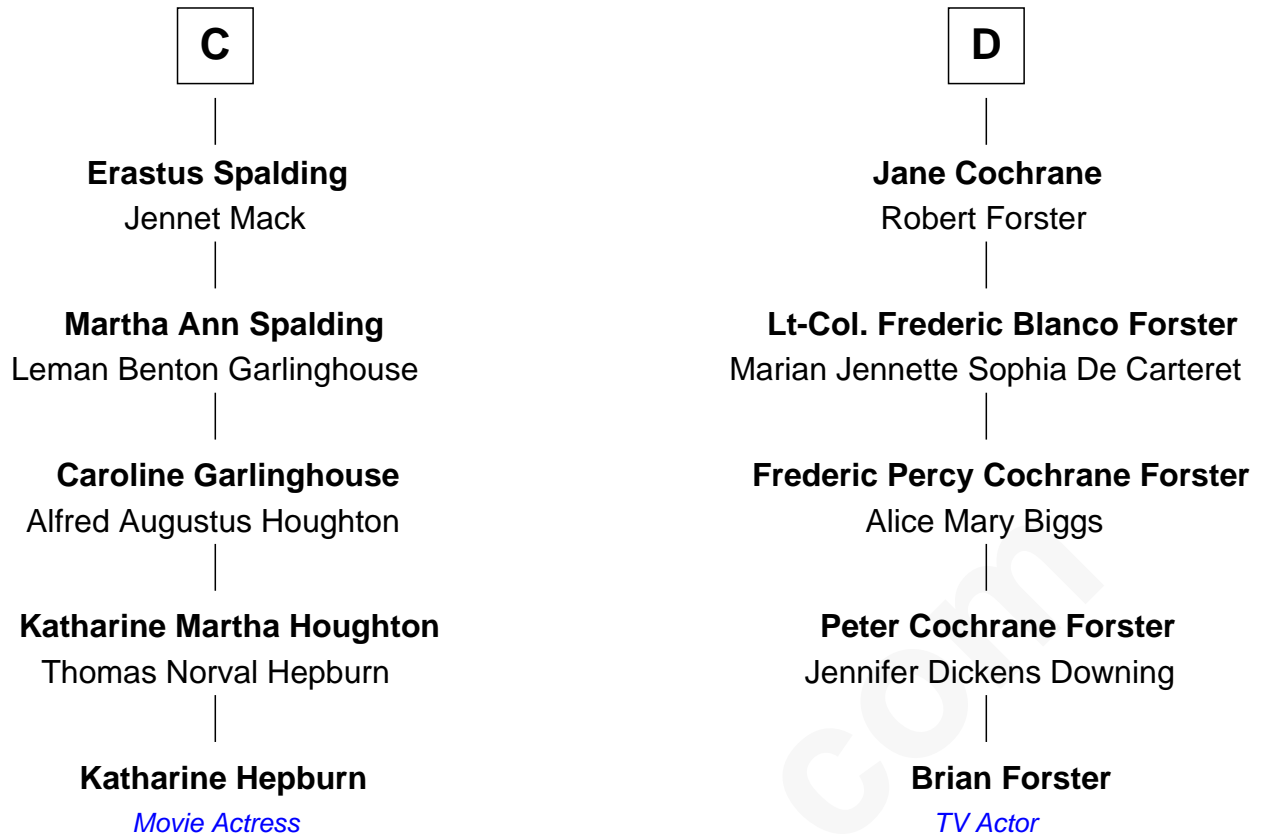 C
Erastus Spalding
Jennet Mack
Martha Ann Spalding
Leman Benton Garlinghouse
Caroline Garlinghouse
Alfred Augustus Houghton
Katharine Martha Houghton
Thomas Norval Hepburn
Katharine Hepburn
Movie Actress
D
Jane Cochrane
Robert Forster
Lt-Col. Frederic Blanco Forster
Marian Jennette Sophia De Carteret
Frederic Percy Cochrane Forster
Alice Mary Biggs
Peter Cochrane Forster
Jennifer Dickens Downing
Brian Forster
TV Actor
com